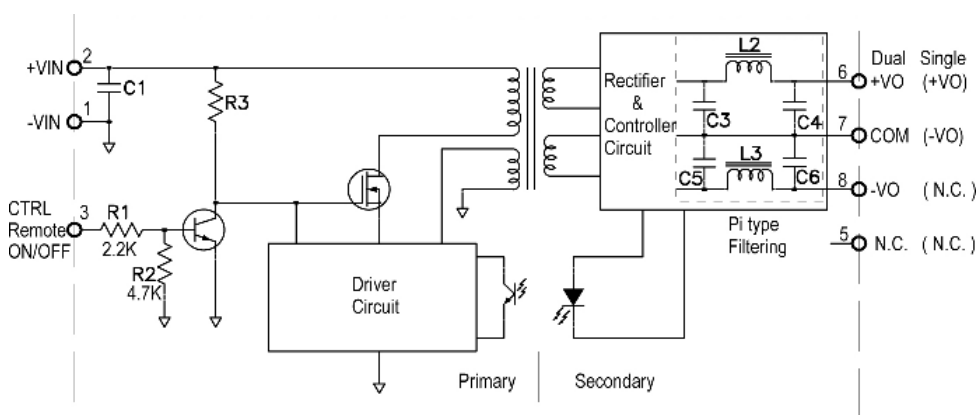 L2
Dual Single
+VIN 2
C1
Rectifier
&
Controller
Circuit
6 +VO (+VO)
R3
C3 C4
-VIN 1
7 COM (-VO)
L3
C5 C6
8 -VO (N.C.)
CTRL
Remote
ON/OFF
3
R1
2.2K
R2
4.7K
Pi type
Filtering
5 N.C. (N.C.)
Driver
Circuit
Primary Secondary